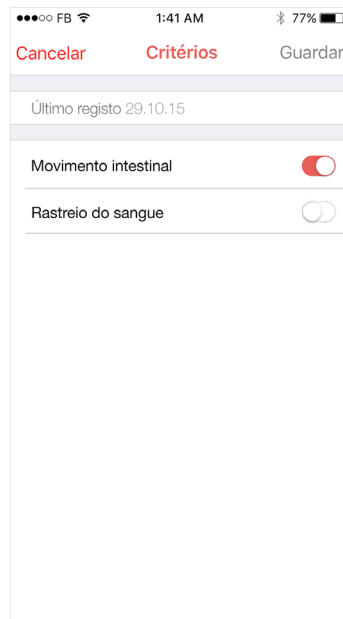 FB 1:41 AM 77%
Cancelar Critérios Guardar
Último registo 29.10.15
Movimento intestinal
Rastreio do sangue